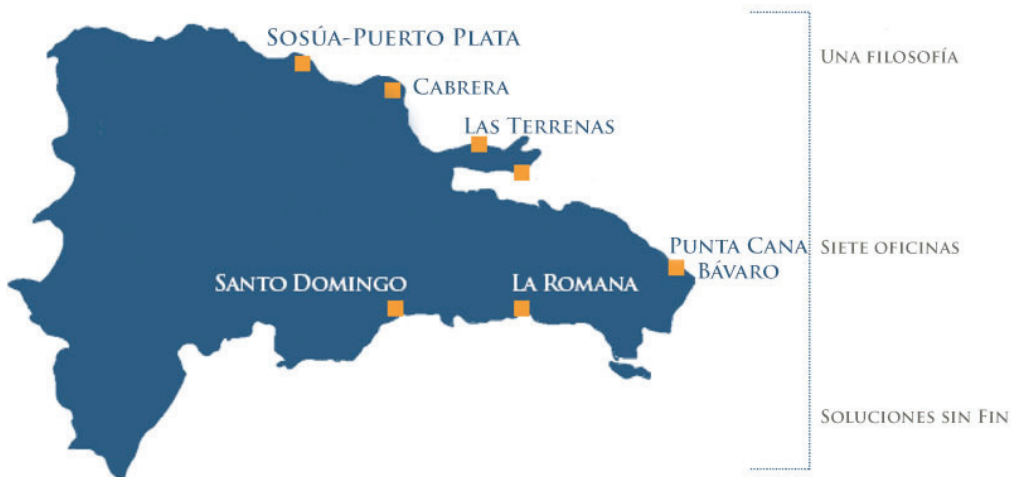 Sosúa-Puerto Plata
Cabrera
Las Terrenas
Punta Cana
Bávaro
Santo Domingo
La Romana
Una filosofía
Siete oficinas
Soluciones sin Fin